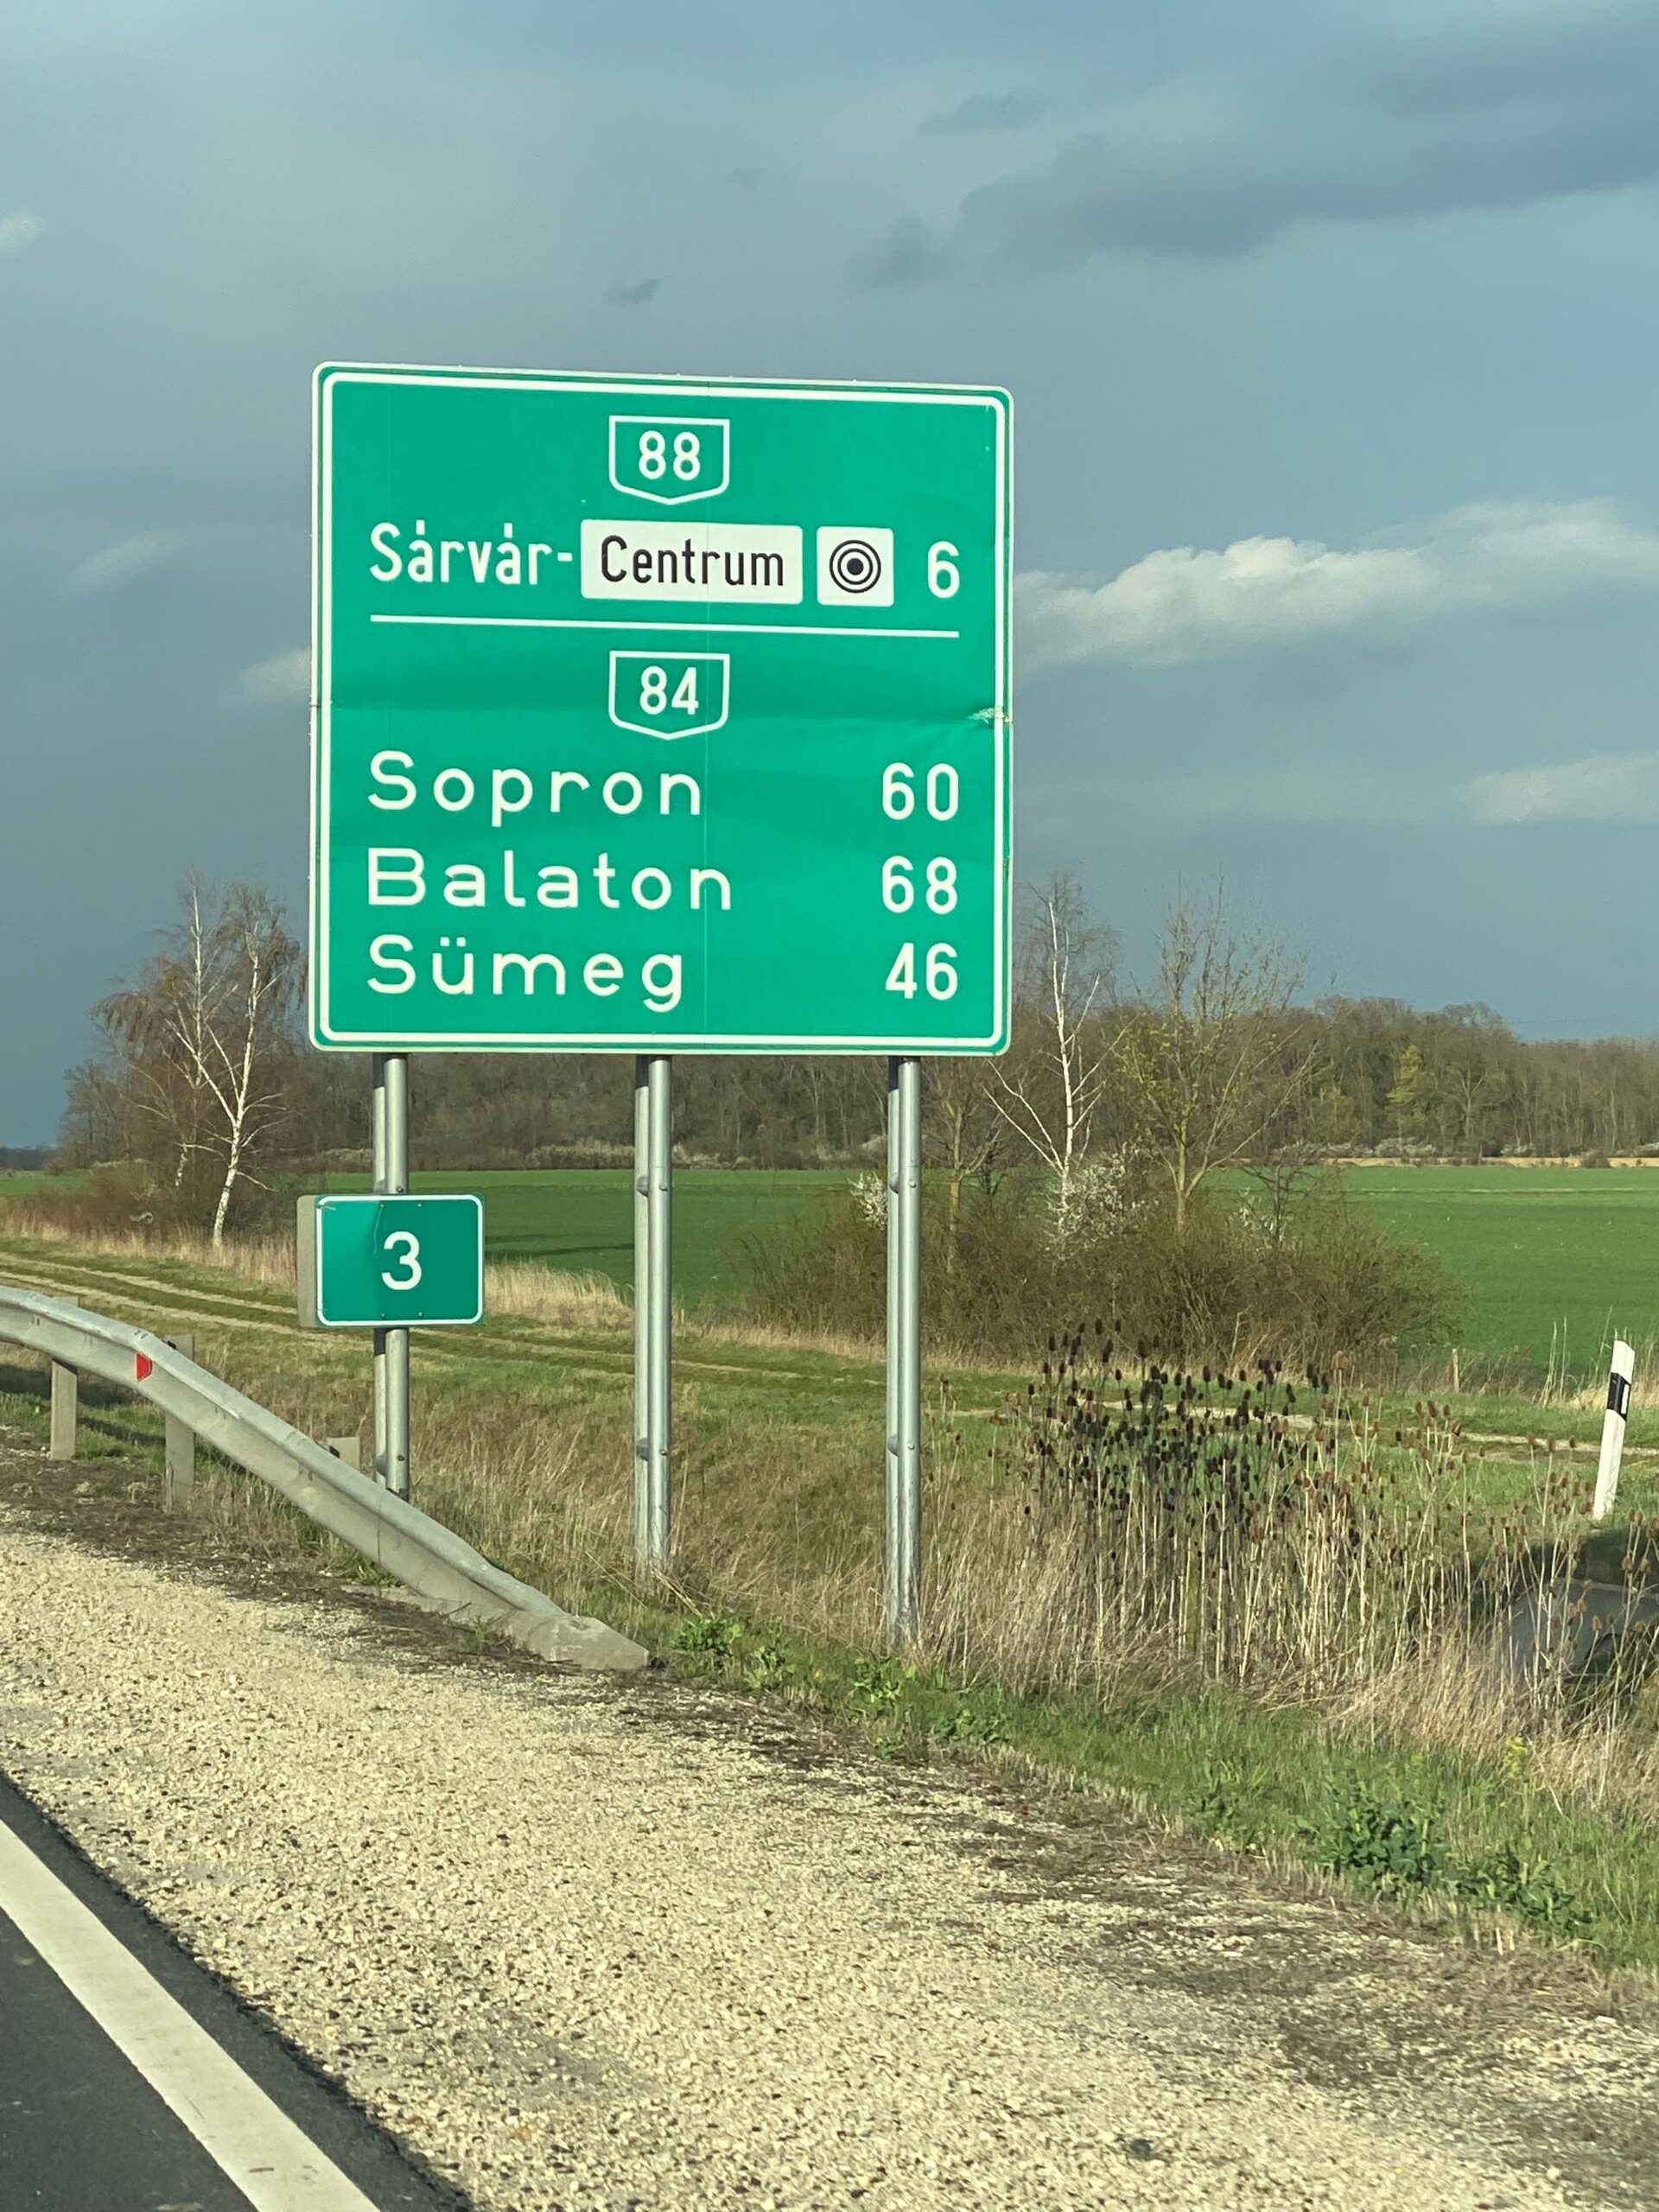 88
Sárvár- Centrum 6
84
Sopron 60
Balaton 68
Sümeg 46
3